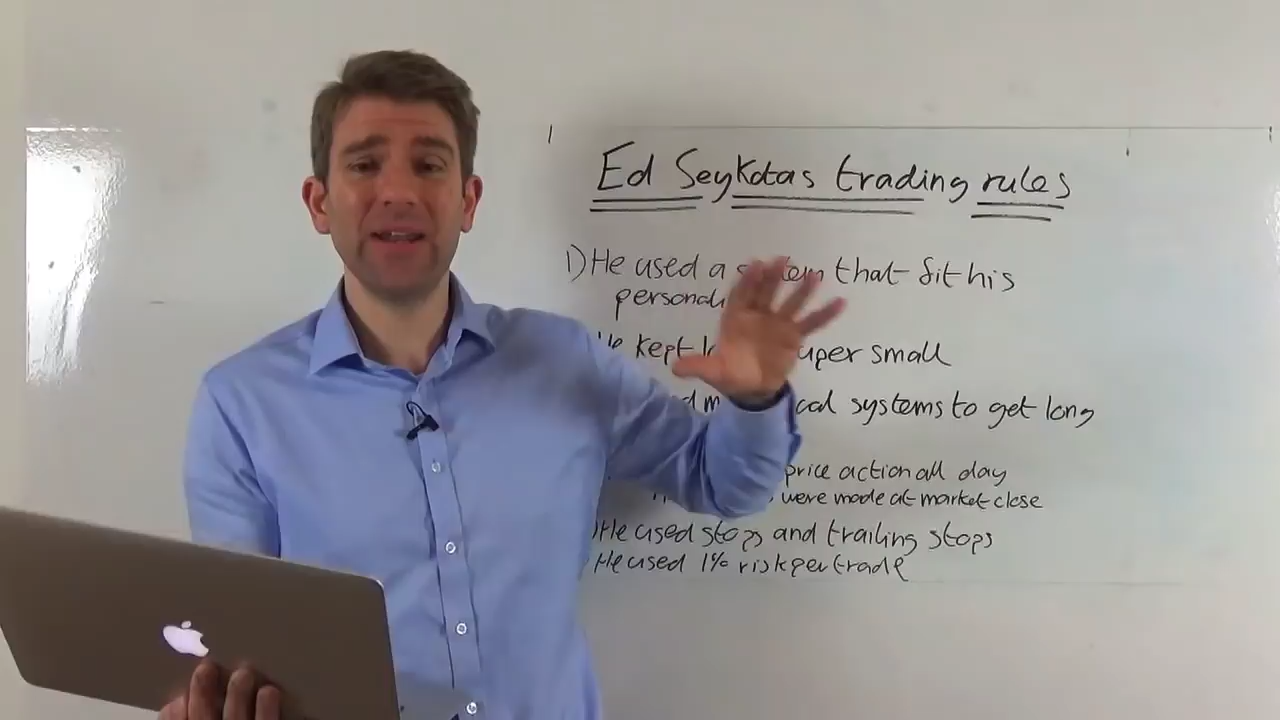 Ed Seykotas trading rules
1) He used a system that fit his
kept super small
systems to get long
price action all day
were made at market close
He used stops and trailing stops
He used 1% risk per trade